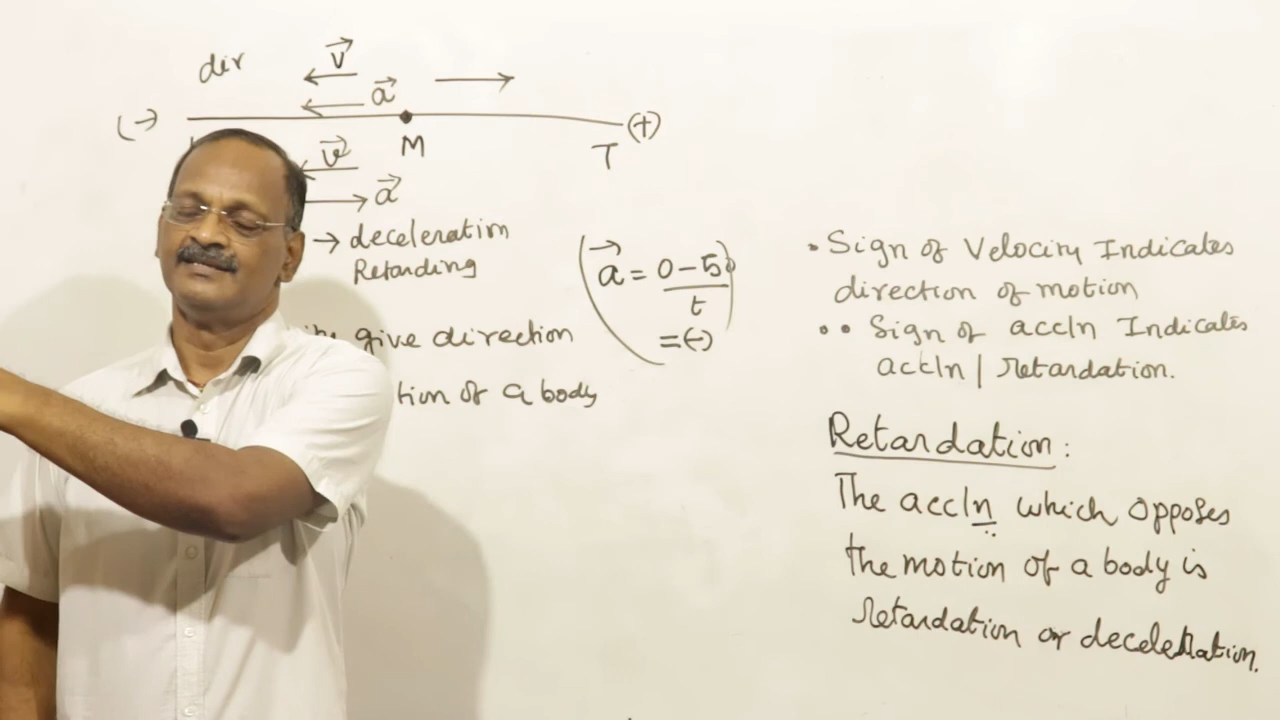 dir
v
a
(-)
(+)
M
T
v
a
→ deceleration
Retarding
give direction
tion of a body
a = 0 - 50
t
= (-)
• Sign of Velocity Indicates
direction of motion
•• Sign of accln Indicates
accln | retardation.
Retardation:
The accln which opposes
the motion of a body is
retardation or deceleration.